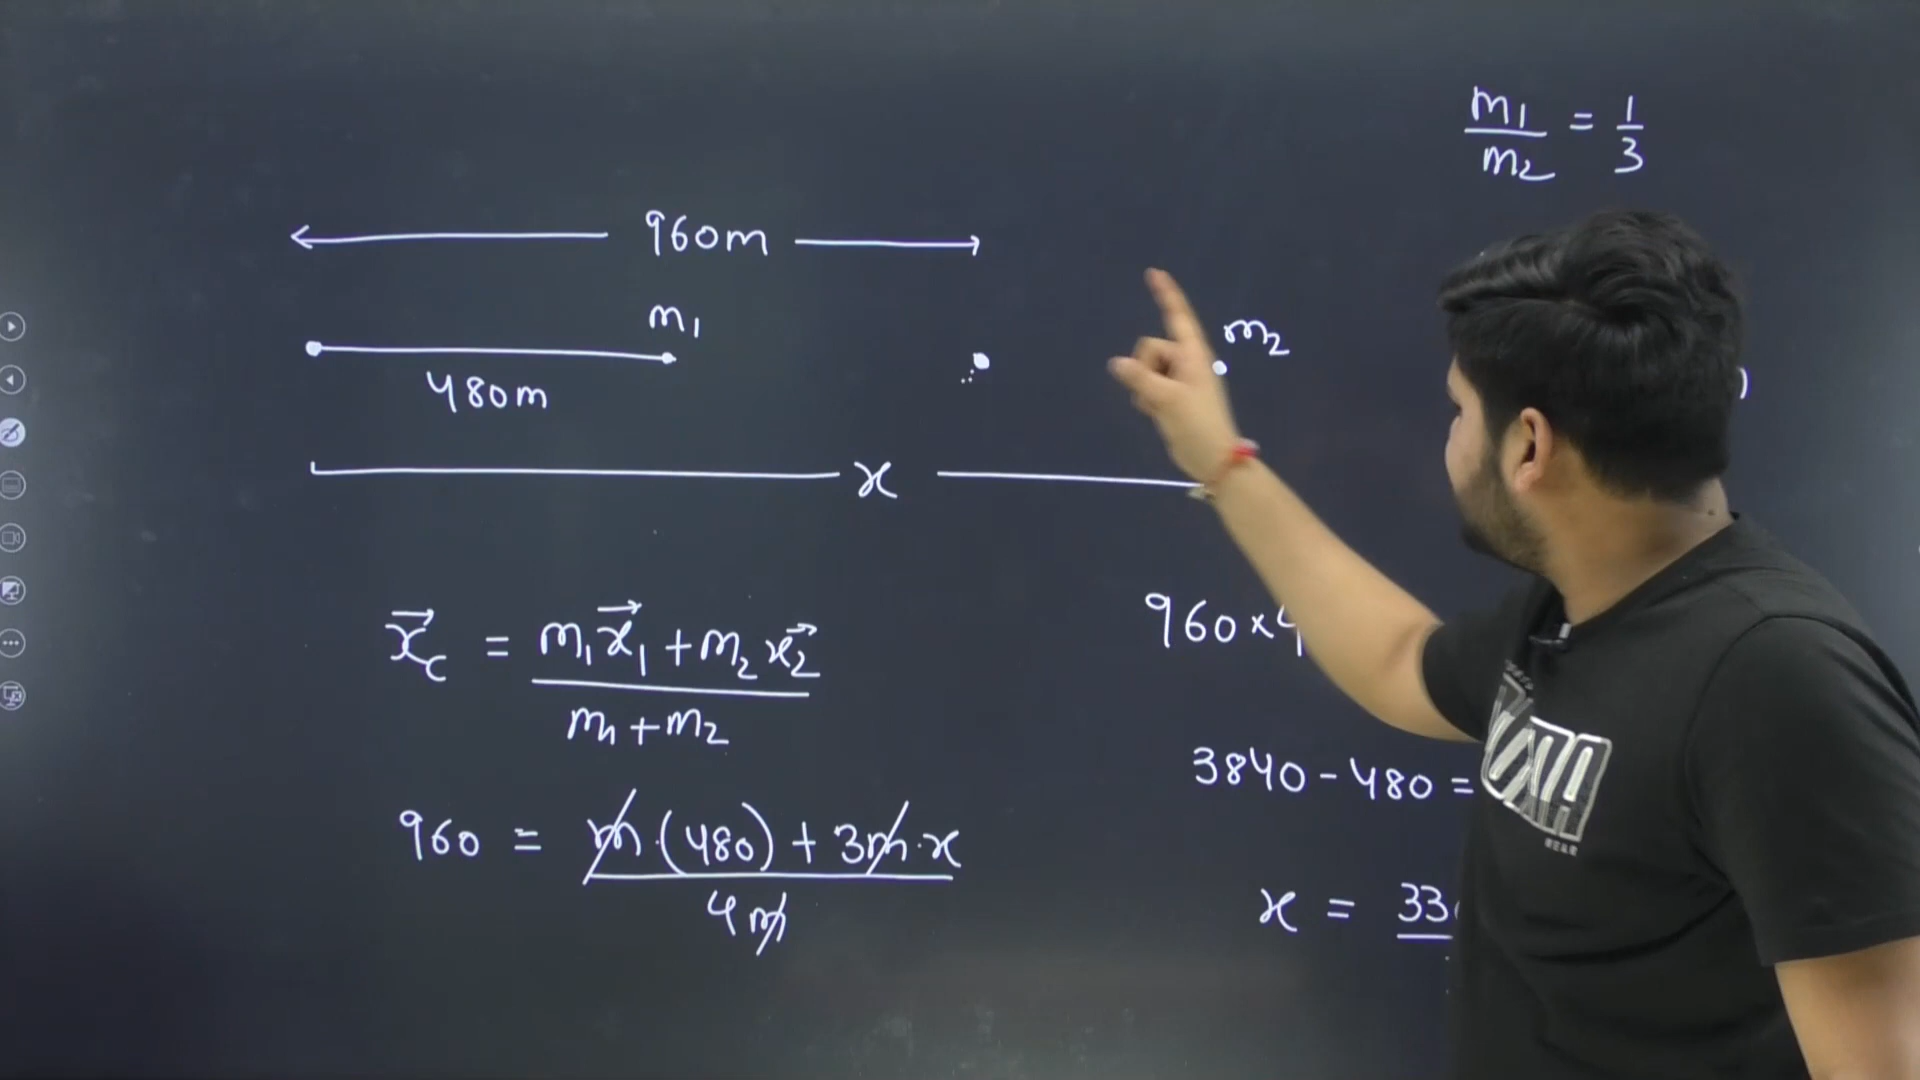 m₁/m₂ = 1/3
960m
m₁
m₂
480m
x
x⃗c = (m₁x⃗₁ + m₂x⃗₂)/(m₁ + m₂)
960×4
3840 - 480 =
960 = (m·(480) + 3m·x)/4m
x = 33